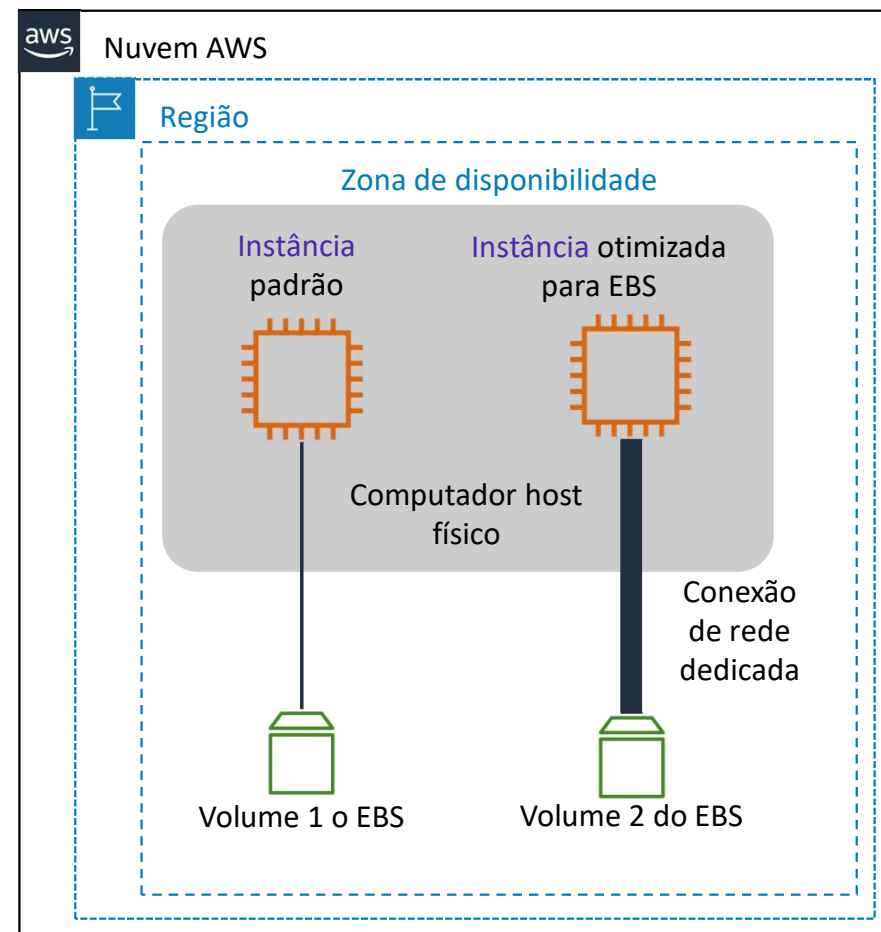 aws
Nuvem AWS
Região
Zona de disponibilidade
Instância
padrão
Instância otimizada
para EBS
Computador host
físico
Conexão
de rede
dedicada
Volume 1 o EBS
Volume 2 do EBS